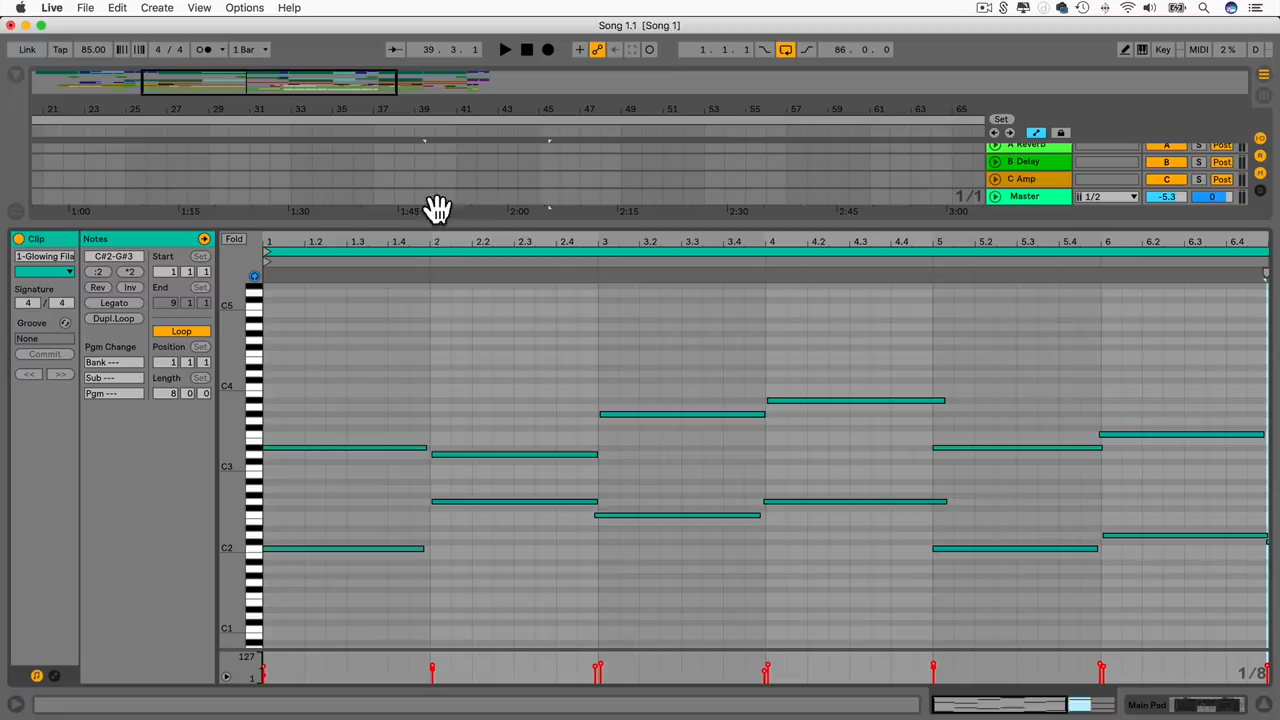 Live File Edit Create View Options Help
Song 1.1 [Song 1]
Link Tap 85.00 4 / 4 1 Bar 39. 3. 1 1. 1. 1 86. 0. 0 Key MIDI 2 % D
21 23 25 27 29 31 33 35 37 39 41 43 45 47 49 51 53 55 57 59 61 63 65
Set
A Reverb A S Post
B Delay B S Post
C Amp C S Post
1/1 Master 1/2 -5.3 0
1:00 1:15 1:30 1:45 2:00 2:15 2:30 2:45 3:00
Clip Notes Fold 1 1.2 1.3 1.4 2 2.2 2.3 2.4 3 3.2 3.3 3.4 4 4.2 4.3 4.4 5 5.2 5.3 5.4 6 6.2 6.3 6.4
1-Glowing Fila C#2-G#3 Start Set
:2 *2 1 1 1
Signature Rev Inv End Set
4 / 4 Legato 9 1 1
Groove Dupl.Loop
None Loop
Commit Pgm Change Position Set
<< >> Bank --- 1 1 1
Sub --- Length Set
Pgm --- 8 0 0
C5
C4
C3
C2
C1
127
1
1/8
Main Pad